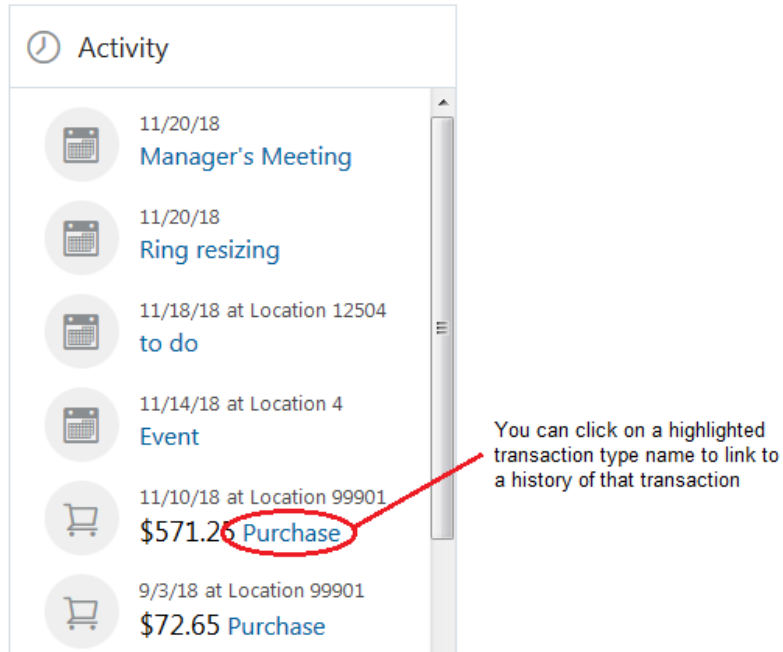 Activity
11/20/18
Manager's Meeting
11/20/18
Ring resizing
11/18/18 at Location 12504
to do
11/14/18 at Location 4
Event
11/10/18 at Location 99901
$571.25 Purchase
9/3/18 at Location 99901
$72.65 Purchase
You can click on a highlighted
transaction type name to link to
a history of that transaction